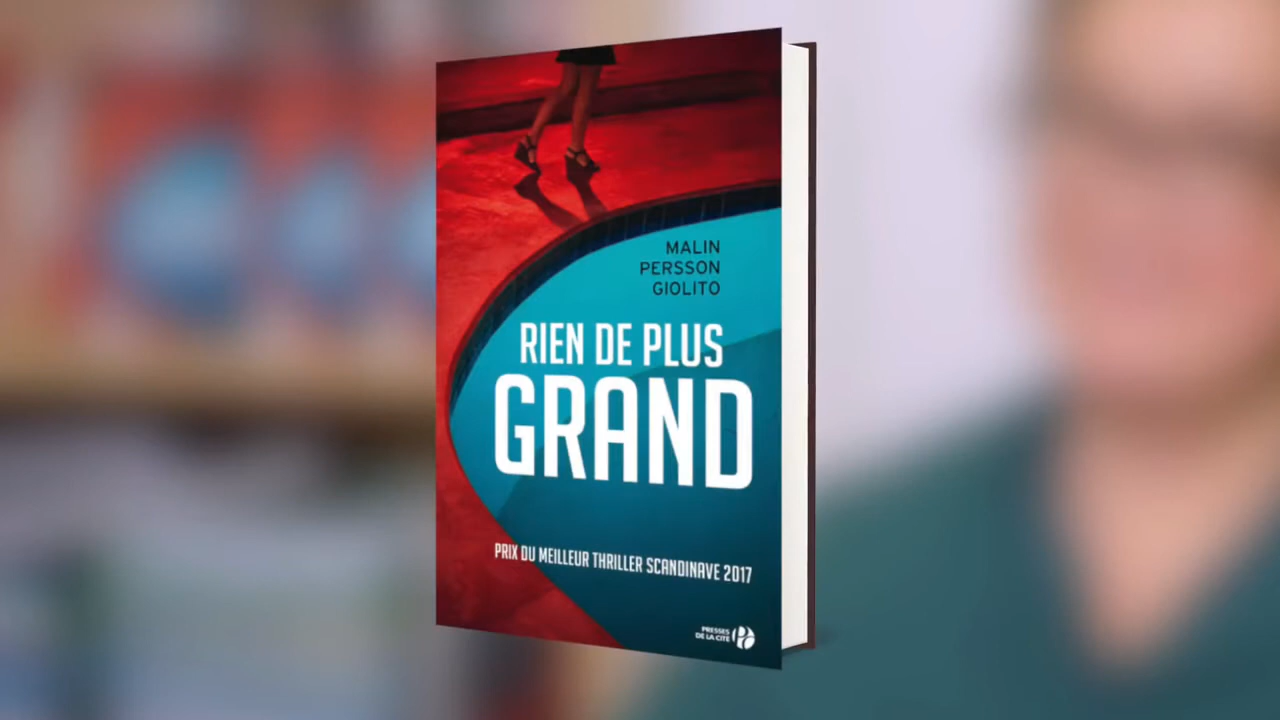 MALIN
PERSSON
GIOLITO
RIEN DE PLUS
GRAND
PRIX DU MEILLEUR THRILLER SCANDINAVE 2017
PRESSES
DE LA CITÉ